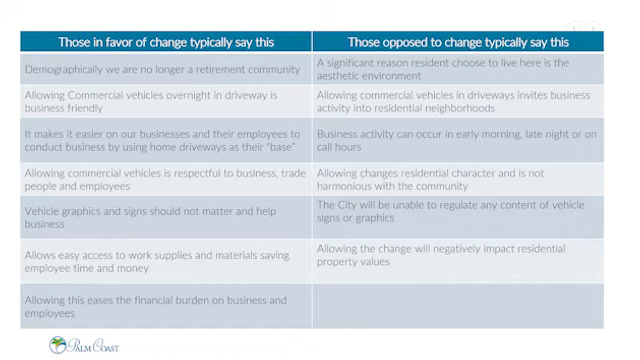 Those in favor of change typically say this
Those opposed to change typically say this
Demographically we are no longer a retirement community
A significant reason resident choose to live here is the
aesthetic environment
Allowing Commercial vehicles overnight in driveway is
business friendly
Allowing commercial vehicles in driveways invites business
activity into residential neighborhoods
It makes it easier on our businesses and their employees to
conduct business by using home driveways as their “base”
Business activity can occur in early morning, late night or on
call hours
Allowing commercial vehicles is respectful to business, trade
people and employees
Allowing changes residential character and is not
harmonious with the community
Vehicle graphics and signs should not matter and help
business
The City will be unable to regulate any content of vehicle
signs or graphics
Allows easy access to work supplies and materials saving
employee time and money
Allowing the change will negatively impact residential
property values
Allowing this eases the financial burden on business and
employees
PALM COAST